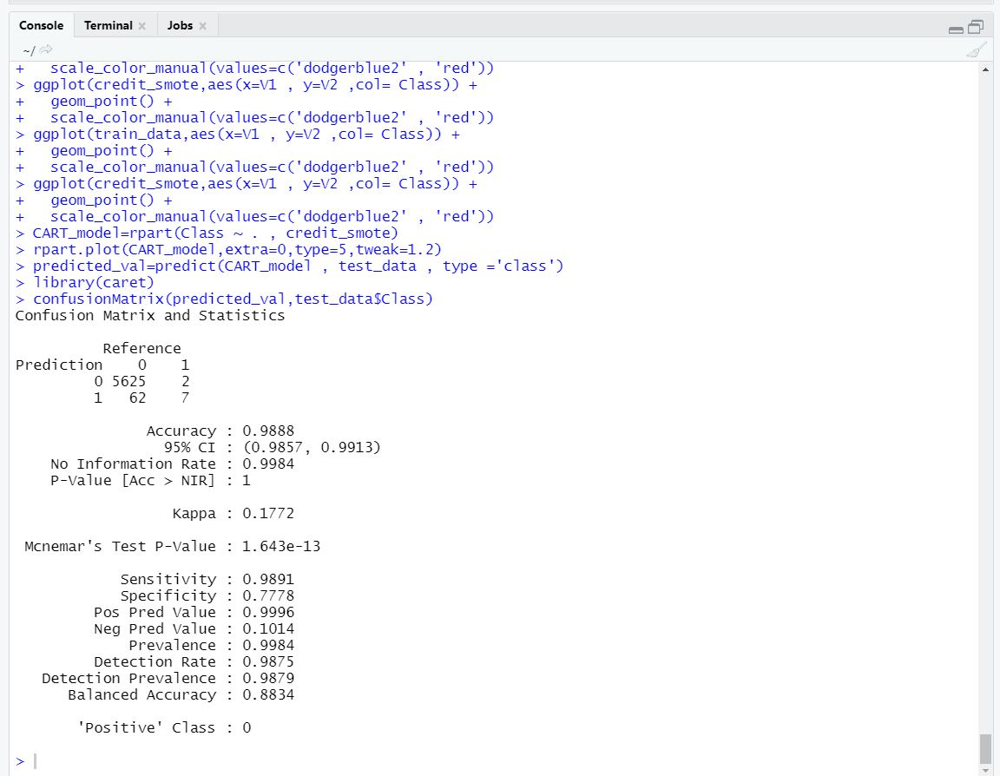 Console Terminal Jobs
~/
+   scale_color_manual(values=c('dodgerblue2' , 'red'))
> ggplot(credit_smote,aes(x=V1 , y=V2 ,col= Class)) +
+   geom_point() +
+   scale_color_manual(values=c('dodgerblue2' , 'red'))
> ggplot(train_data,aes(x=V1 , y=V2 ,col= Class)) +
+   geom_point() +
+   scale_color_manual(values=c('dodgerblue2' , 'red'))
> ggplot(credit_smote,aes(x=V1 , y=V2 ,col= Class)) +
+   geom_point() +
+   scale_color_manual(values=c('dodgerblue2' , 'red'))
> CART_model=rpart(Class ~ . , credit_smote)
> rpart.plot(CART_model,extra=0,type=5,tweak=1.2)
> predicted_val=predict(CART_model , test_data , type ='class')
> library(caret)
> confusionMatrix(predicted_val,test_data$Class)
Confusion Matrix and Statistics
          Reference
Prediction    0    1
         0 5625    2
         1   62    7
               Accuracy : 0.9888
                 95% CI : (0.9857, 0.9913)
    No Information Rate : 0.9984
    P-Value [Acc > NIR] : 1
                  Kappa : 0.1772
 Mcnemar's Test P-Value : 1.643e-13
            Sensitivity : 0.9891
            Specificity : 0.7778
         Pos Pred Value : 0.9996
         Neg Pred Value : 0.1014
             Prevalence : 0.9984
         Detection Rate : 0.9875
   Detection Prevalence : 0.9879
      Balanced Accuracy : 0.8834
       'Positive' Class : 0
>